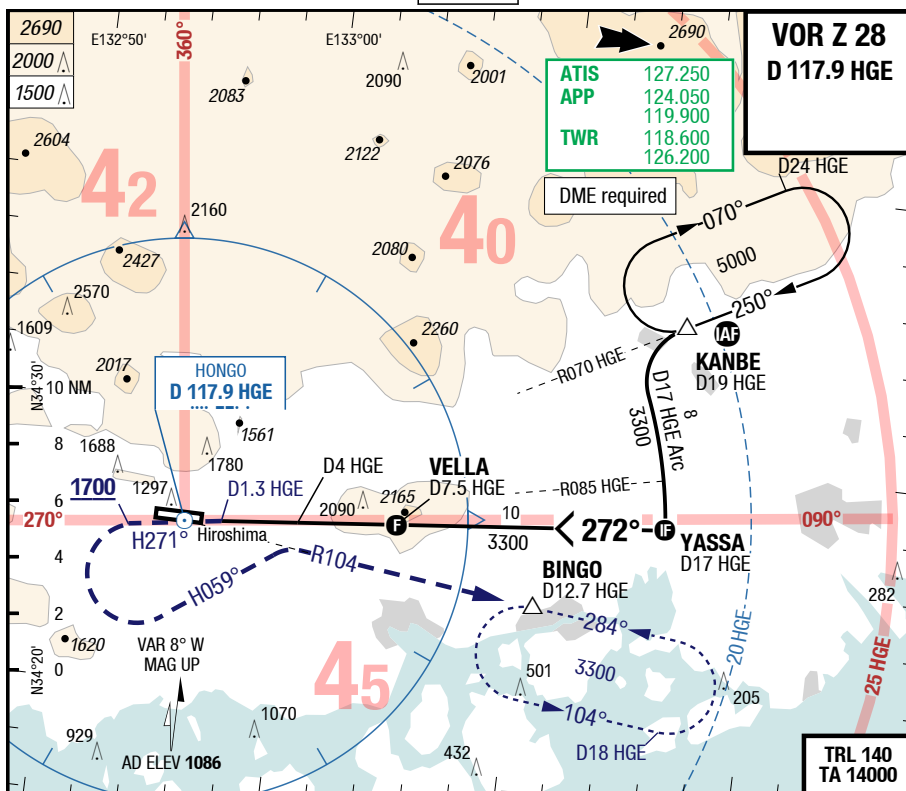 2690
2000
1500
E132°50'
360°
E133°00'
2690
VOR Z 28
D 117.9 HGE
ATIS 127.250
APP 124.050
119.900
TWR 118.600
126.200
DME required
D24 HGE
2083
2090
2001
2604
2122
2076
42
40
2160
2080
070°
5000
250°
2427
2570
1609
2260
IAF
KANBE
D19 HGE
R070 HGE
D17 HGE Arc
8
3300
N34°30'
10 NM
2017
HONGO
D 117.9 HGE
1561
8
1688
1780
D4 HGE
VELLA
D7.5 HGE
R085 HGE
6
1700
1297
D1.3 HGE
2090
2165
F
10
3300
272°
IF
YASSA
D17 HGE
270°
090°
H271°
Hiroshima
4
R104
H059°
BINGO
D12.7 HGE
282
2
284°
1620
VAR 8° W
MAG UP
45
3300
20 HGE
25 HGE
N34°20'
0
501
104°
205
D18 HGE
1070
929
432
AD ELEV 1086
TRL 140
TA 14000